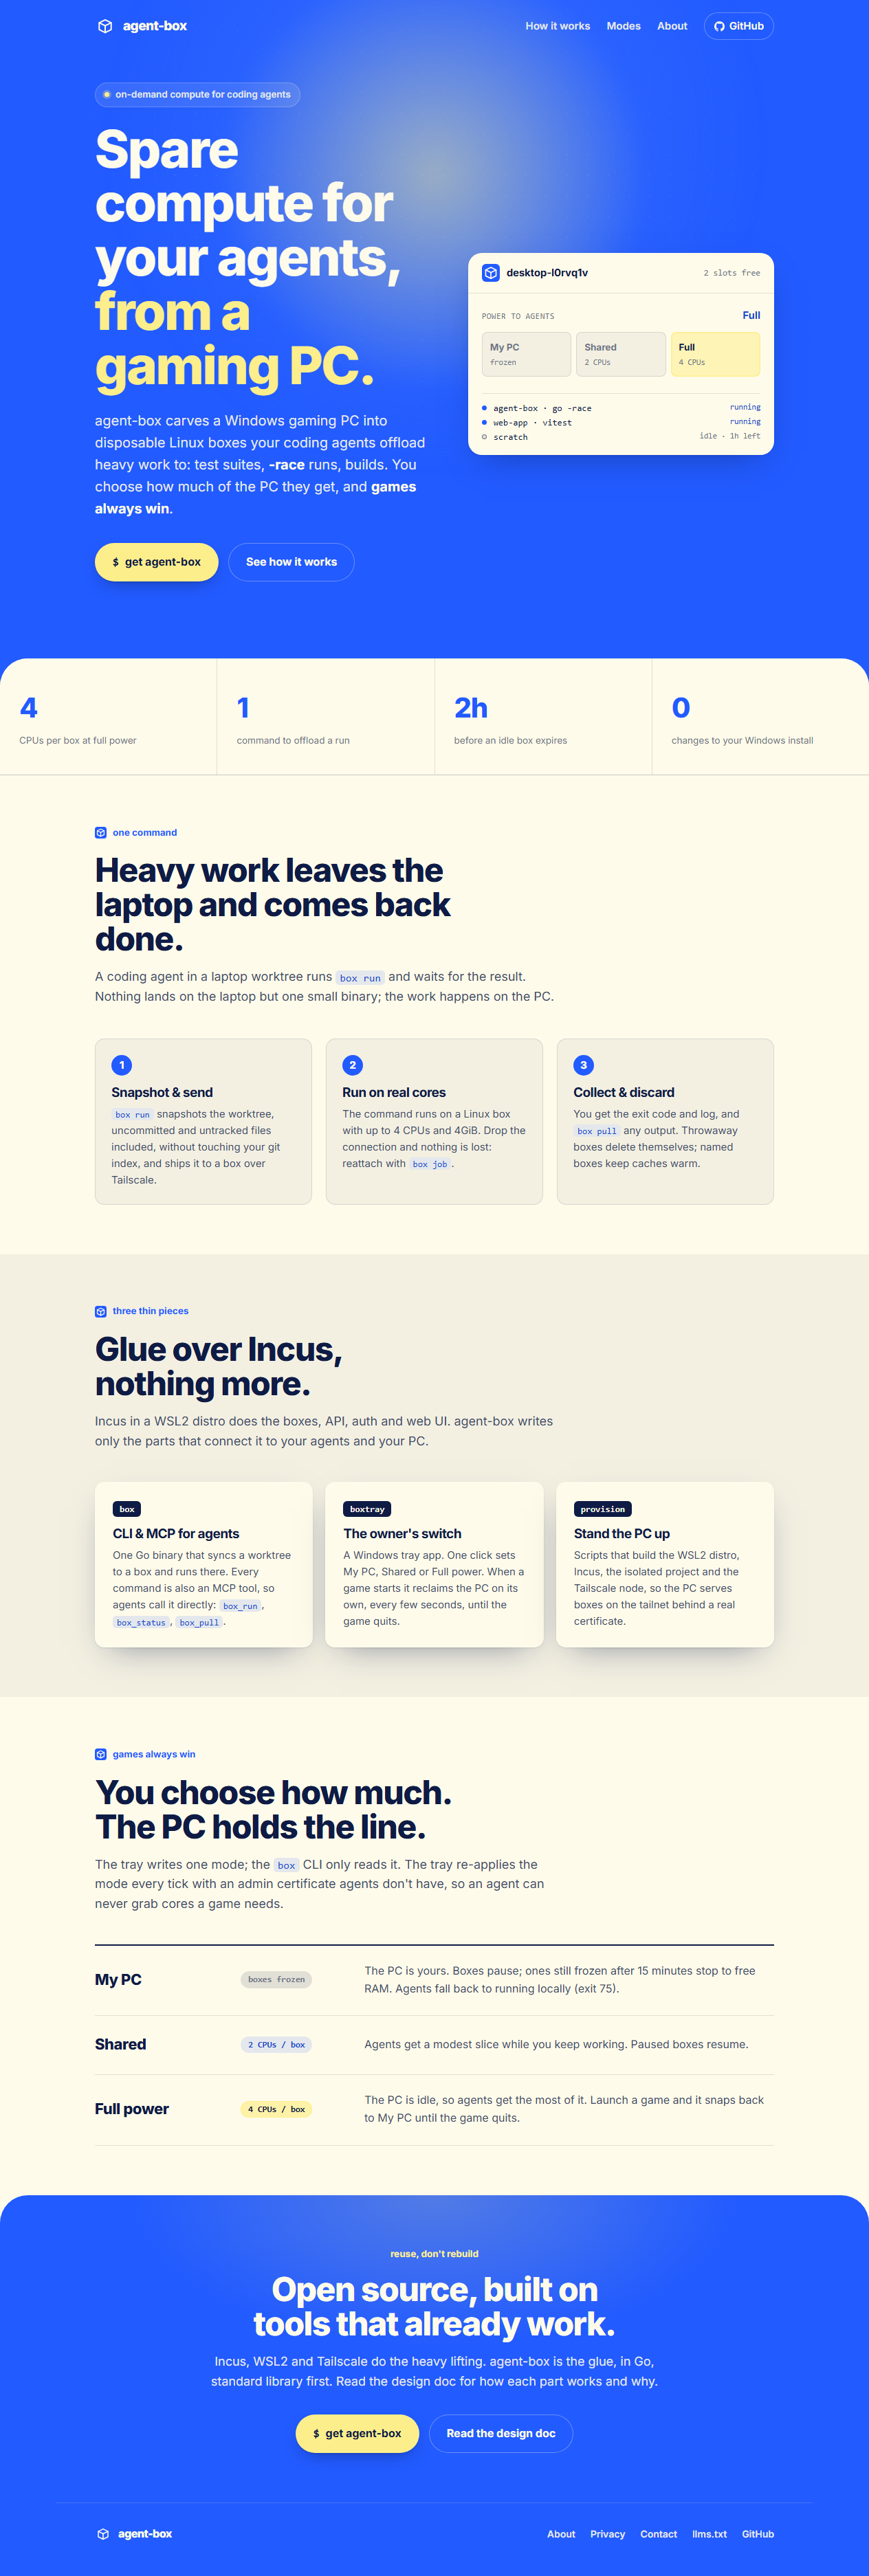 agent-box
How it works Modes About GitHub
on-demand compute for coding agents
Spare
compute for
your agents,
from a
gaming PC.
agent-box carves a Windows gaming PC into
disposable Linux boxes your coding agents offload
heavy work to: test suites, -race runs, builds. You
choose how much of the PC they get, and games
always win.
$ get agent-box
See how it works
desktop-l0rvq1v
2 slots free
POWER TO AGENTS
Full
My PC
frozen
Shared
2 CPUs
Full
4 CPUs
agent-box · go -race
running
web-app · vitest
running
scratch
idle · 1h left
4
CPUs per box at full power
1
command to offload a run
2h
before an idle box expires
0
changes to your Windows install
one command
Heavy work leaves the
laptop and comes back
done.
A coding agent in a laptop worktree runs box run and waits for the result.
Nothing lands on the laptop but one small binary; the work happens on the PC.
1
Snapshot & send
box run snapshots the worktree,
uncommitted and untracked files
included, without touching your git
index, and ships it to a box over
Tailscale.
2
Run on real cores
The command runs on a Linux box
with up to 4 CPUs and 4GiB. Drop the
connection and nothing is lost:
reattach with box job.
3
Collect & discard
You get the exit code and log, and
box pull any output. Throwaway
boxes delete themselves; named
boxes keep caches warm.
three thin pieces
Glue over Incus,
nothing more.
Incus in a WSL2 distro does the boxes, API, auth and web UI. agent-box writes
only the parts that connect it to your agents and your PC.
box
CLI & MCP for agents
One Go binary that syncs a worktree
to a box and runs there. Every
command is also an MCP tool, so
agents call it directly: box_run,
box_status, box_pull.
boxtray
The owner's switch
A Windows tray app. One click sets
My PC, Shared or Full power. When a
game starts it reclaims the PC on its
own, every few seconds, until the
game quits.
provision
Stand the PC up
Scripts that build the WSL2 distro,
Incus, the isolated project and the
Tailscale node, so the PC serves
boxes on the tailnet behind a real
certificate.
games always win
You choose how much.
The PC holds the line.
The tray writes one mode; the box CLI only reads it. The tray re-applies the
mode every tick with an admin certificate agents don't have, so an agent can
never grab cores a game needs.
My PC
boxes frozen
The PC is yours. Boxes pause; ones still frozen after 15 minutes stop to free
RAM. Agents fall back to running locally (exit 75).
Shared
2 CPUs / box
Agents get a modest slice while you keep working. Paused boxes resume.
Full power
4 CPUs / box
The PC is idle, so agents get the most of it. Launch a game and it snaps back
to My PC until the game quits.
reuse, don't rebuild
Open source, built on
tools that already work.
Incus, WSL2 and Tailscale do the heavy lifting. agent-box is the glue, in Go,
standard library first. Read the design doc for how each part works and why.
$ get agent-box
Read the design doc
agent-box
About Privacy Contact llms.txt GitHub